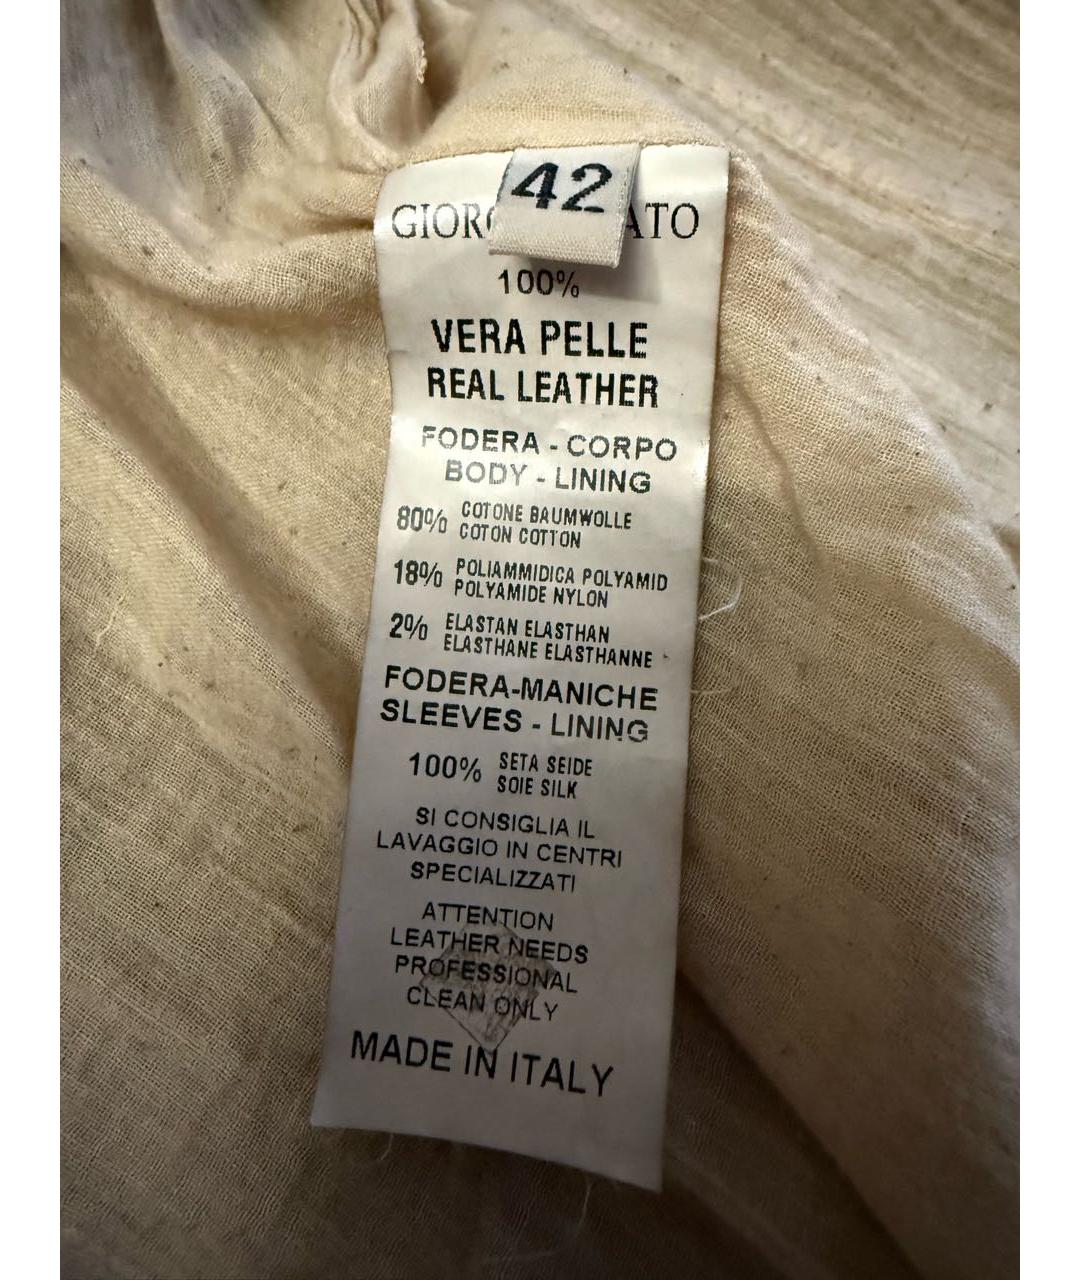 42
100%
VERA PELLE
REAL LEATHER
FODERA - CORPO
BODY - LINING
80% COTONE BAUMWOLLE
COTON COTTON
18% POLIAMMIDICA POLYAMID
POLYAMIDE NYLON
2% ELASTAN ELASTHAN
ELASTHANE ELASTHANNE
FODERA-MANICHE
SLEEVES - LINING
100% SETA SEIDE
SOIE SILK
SI CONSIGLIA IL
LAVAGGIO IN CENTRI
SPECIALIZZATI
ATTENTION
LEATHER NEEDS
PROFESSIONAL
CLEAN ONLY
MADE IN ITALY